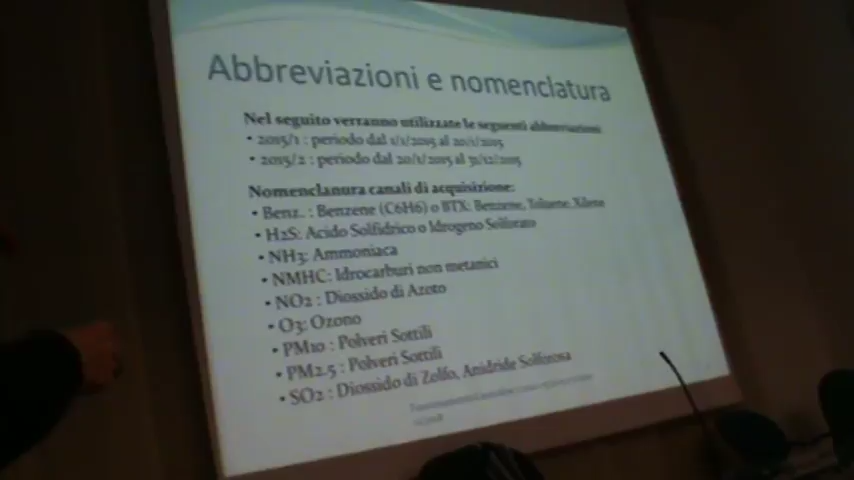 Abbreviazioni e nomenclatura
Nel seguito verranno utilizzate le seguenti abbreviazioni
• 2015/1 : periodo dal 1/1/2015 al 20/1/2015
• 2015/2 : periodo dal 20/1/2015 al 31/12/2015
Nomenclanura canali di acquisizione:
• Benz. : Benzene (C6H6) o BTX: Benzene, Toluene, Xilene
• H2S: Acido Solfidrico o Idrogeno Solforato
• NH3: Ammoniaca
• NMHC: Idrocarburi non metanici
• NO2 : Diossido di Azoto
• O3: Ozono
• PM10 : Polveri Sottili
• PM2.5 : Polveri Sottili
• SO2 : Diossido di Zolfo, Anidride Solforosa